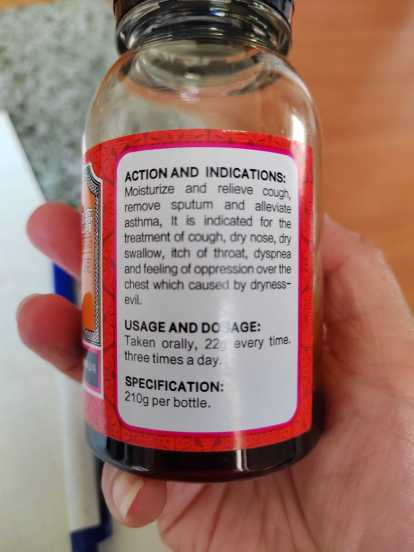 ACTION AND INDICATIONS:
Moisturize and relieve cough,
remove sputum and alleviate
asthma, It is indicated for the
treatment of cough, dry nose, dry
swallow, itch of throat, dyspnea
and feeling of oppression over the
chest which caused by dryness-
evil.
USAGE AND DOSAGE:
Taken orally, 22g every time.
three times a day.
SPECIFICATION:
210g per bottle.